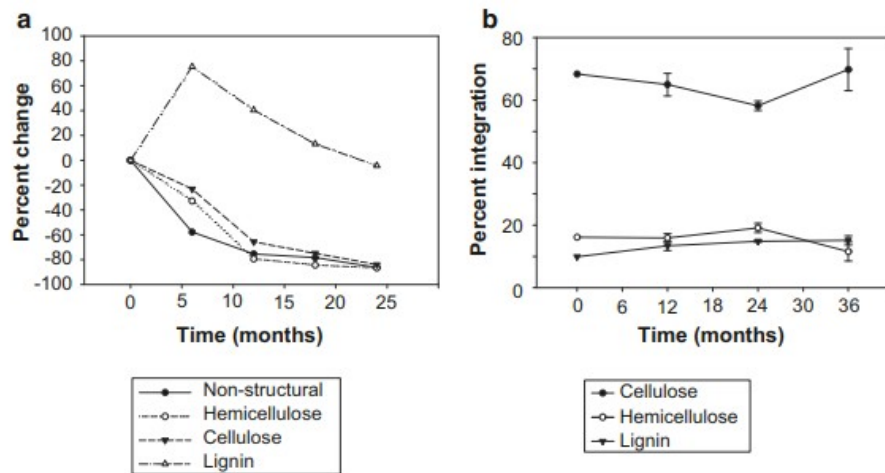 a
Percent change
100
80
60
40
20
0
-20
-40
-60
-80
-100
0 5 10 15 20 25
Time (months)
Non-structural
Hemicellulose
Cellulose
Lignin
b
Percent integration
80
60
40
20
0
0 6 12 18 24 30 36
Time (months)
Cellulose
Hemicellulose
Lignin